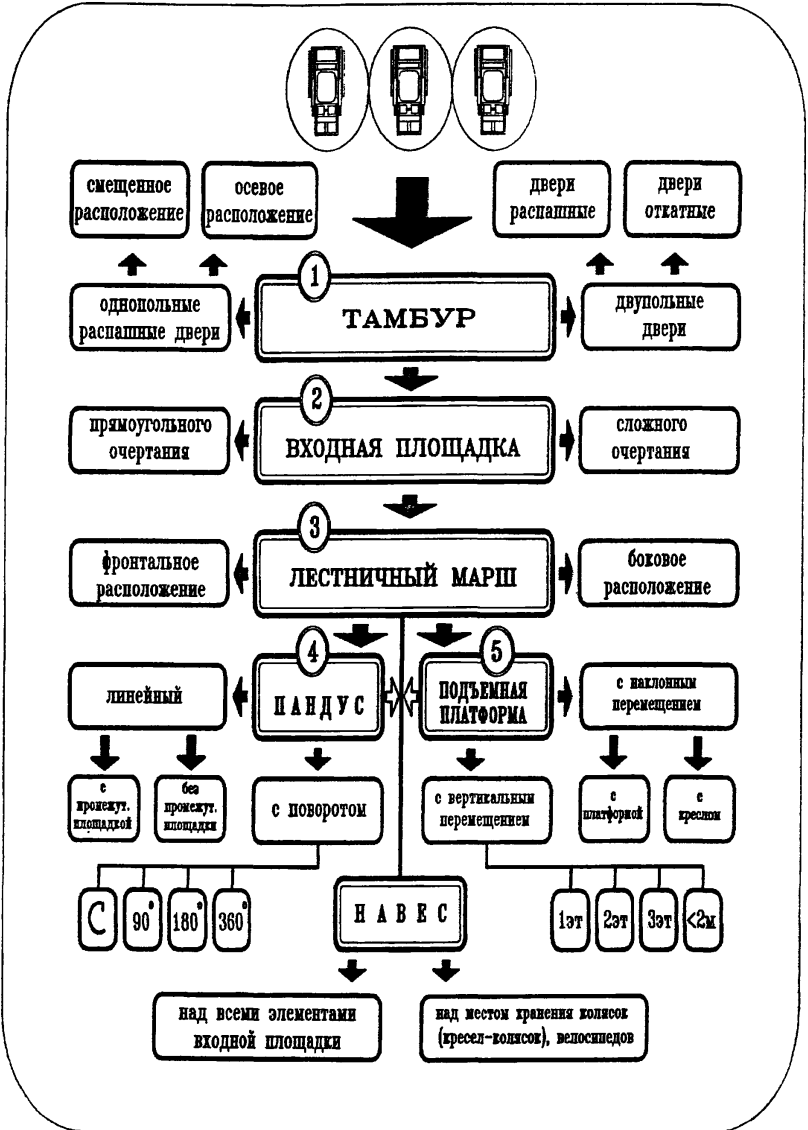 смещенное
расположение
осевое
расположение
двери
распашные
двери
откатные
1
ТАМБУР
однопольные
распашные двери
двупольные
двери
2
ВХОДНАЯ ПЛОЩАДКА
прямоугольного
очертания
сложного
очертания
3
ЛЕСТНИЧНЫЙ МАРШ
фронтальное
расположение
боковое
расположение
4
ПАНДУС
5
ПОДЪЕМНАЯ
ПЛАТФОРМА
линейный
с наклонным
перемещением
с
промежут.
площадкой
без
промежут.
площадки
с поворотом
с вертикальным
перемещением
с
платформой
с
креслом
С
90°
180°
360°
НАВЕС
1эт
2эт
3эт
<2м
над всеми элементами
входной площадки
над местом хранения колясок
(кресел-колясок), велосипедов